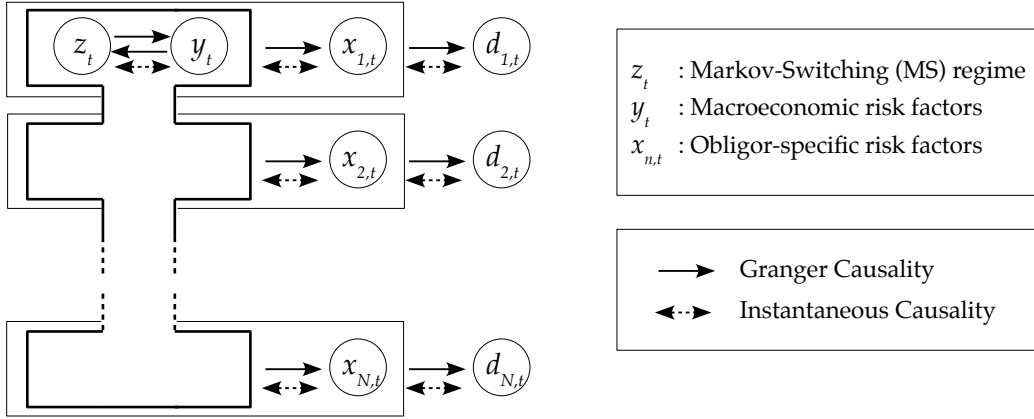 z_t y_t x_{1,t} d_{1,t}
x_{2,t} d_{2,t}
x_{N,t} d_{N,t}
z_t : Markov-Switching (MS) regime
y_t : Macroeconomic risk factors
x_{n,t} : Obligor-specific risk factors
Granger Causality
Instantaneous Causality